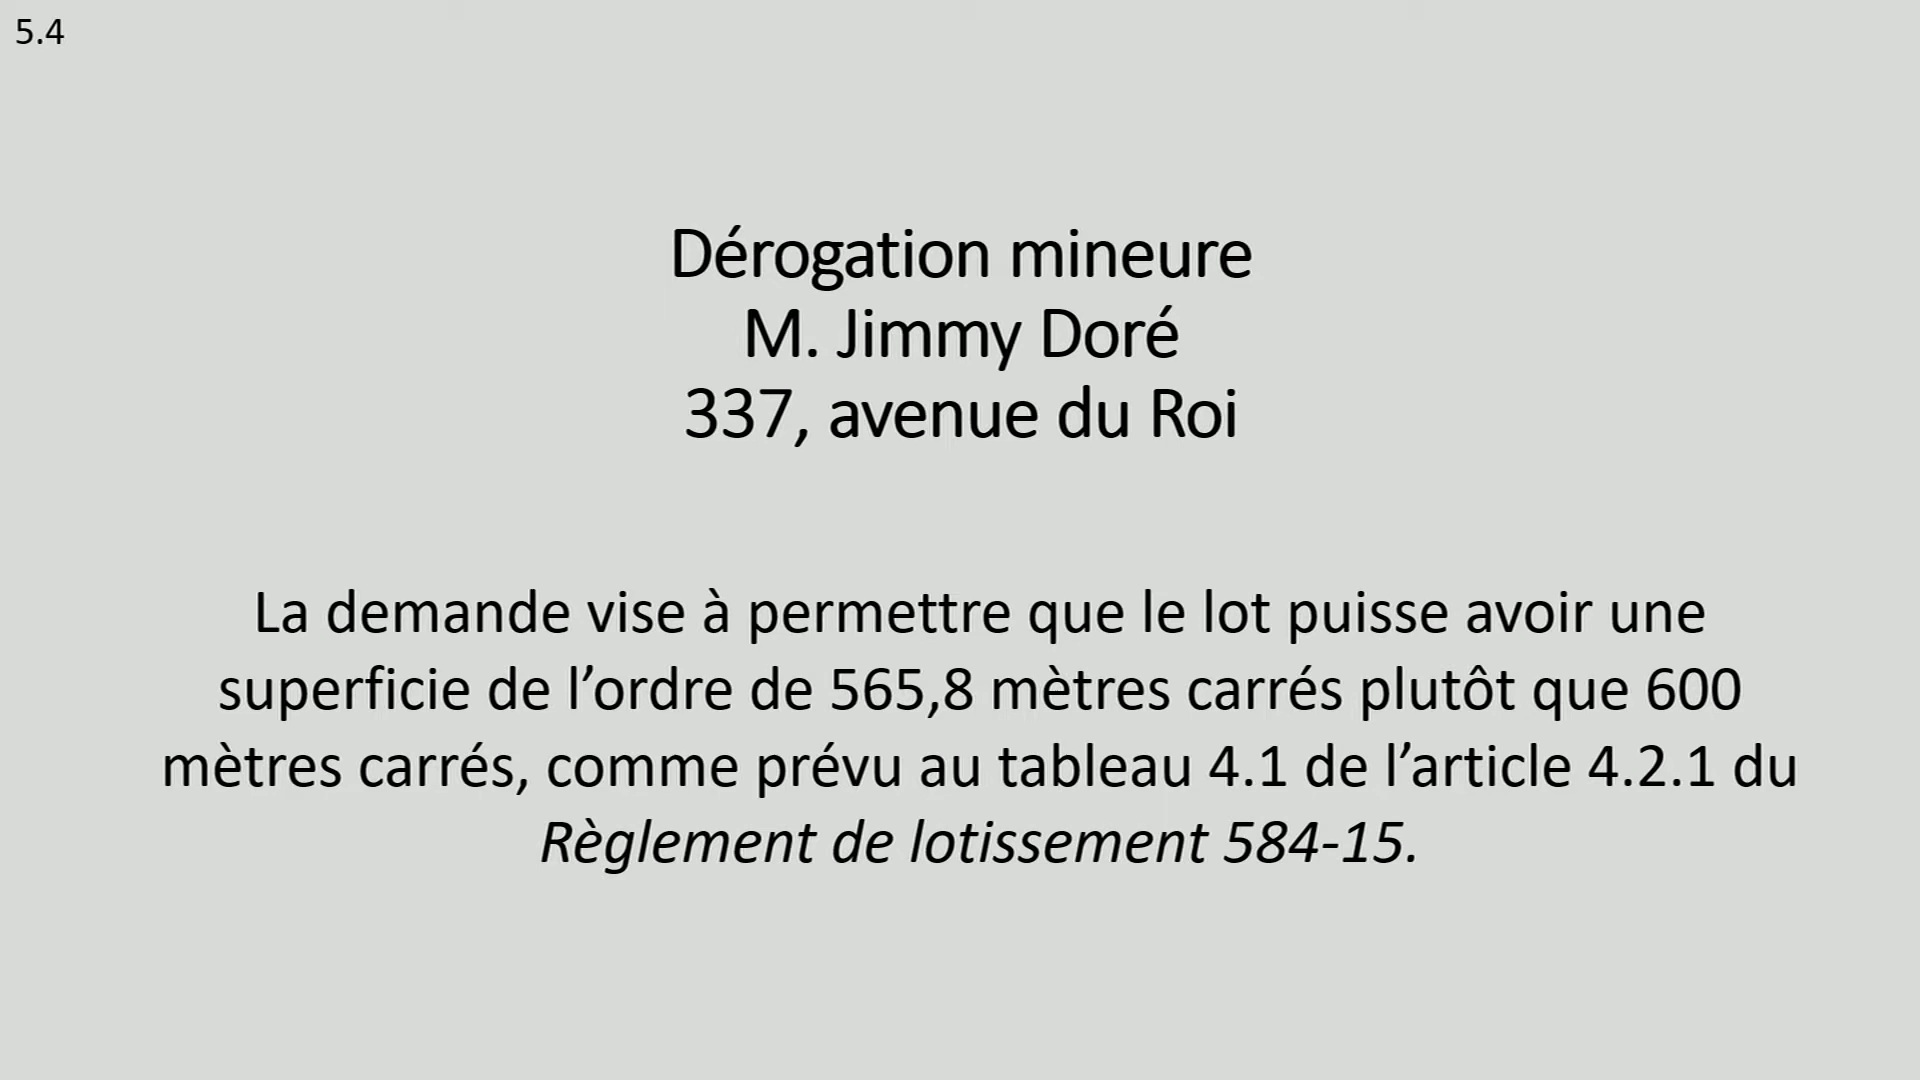 5.4
Dérogation mineure
M. Jimmy Doré
337, avenue du Roi
La demande vise à permettre que le lot puisse avoir une
superficie de l’ordre de 565,8 mètres carrés plutôt que 600
mètres carrés, comme prévu au tableau 4.1 de l’article 4.2.1 du
Règlement de lotissement 584-15.